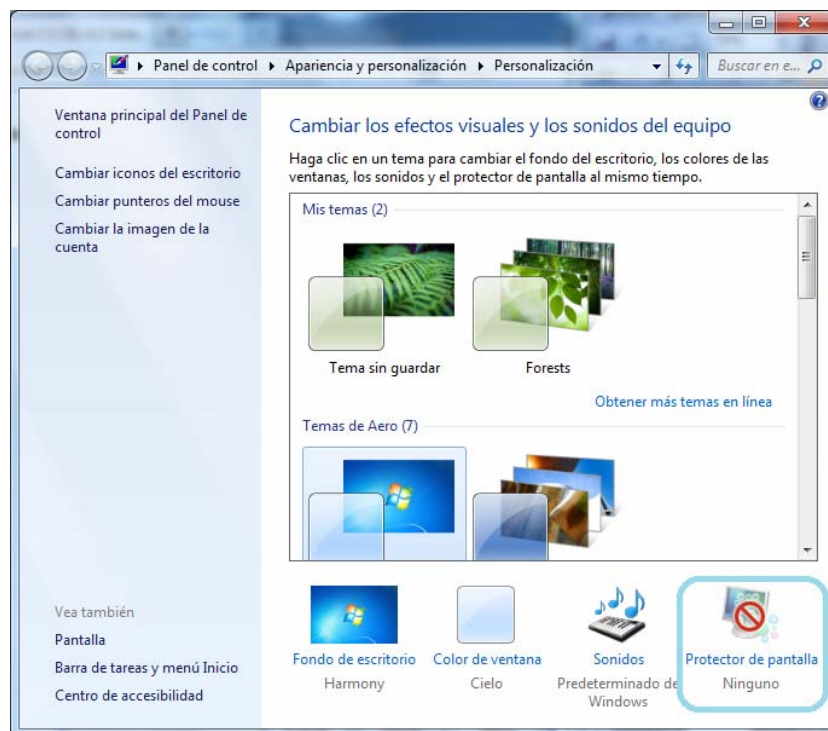 Panel de control ▸ Apariencia y personalización ▸ Personalización
Buscar en e...
Ventana principal del Panel de
control
Cambiar iconos del escritorio
Cambiar punteros del mouse
Cambiar la imagen de la
cuenta
Vea también
Pantalla
Barra de tareas y menú Inicio
Centro de accesibilidad
Cambiar los efectos visuales y los sonidos del equipo
Haga clic en un tema para cambiar el fondo del escritorio, los colores de las
ventanas, los sonidos y el protector de pantalla al mismo tiempo.
Mis temas (2)
Tema sin guardar
Forests
Obtener más temas en línea
Temas de Aero (7)
Fondo de escritorio
Harmony
Color de ventana
Cielo
Sonidos
Predeterminado de
Windows
Protector de pantalla
Ninguno